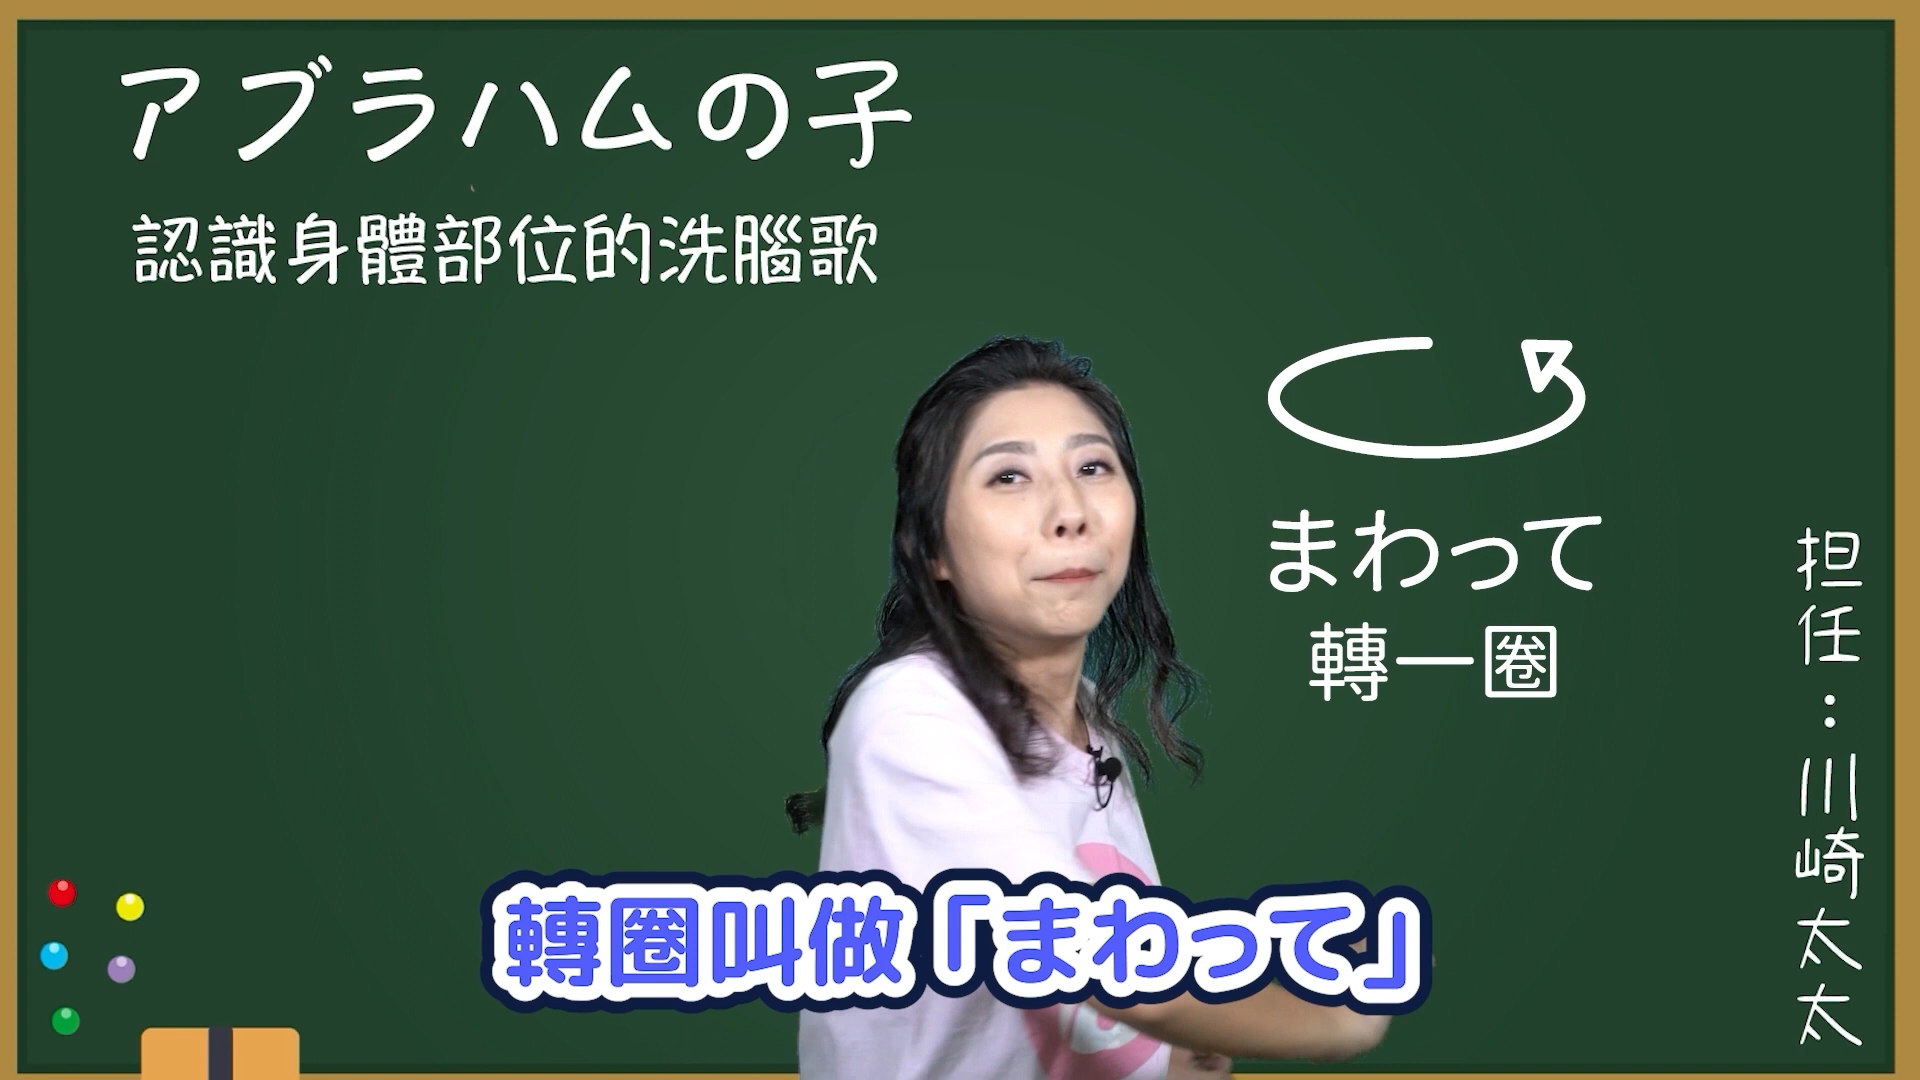 アブラハムの子
認識身體部位的洗腦歌
まわって
轉一圈
担任：川崎太太
轉圈叫做「まわって」